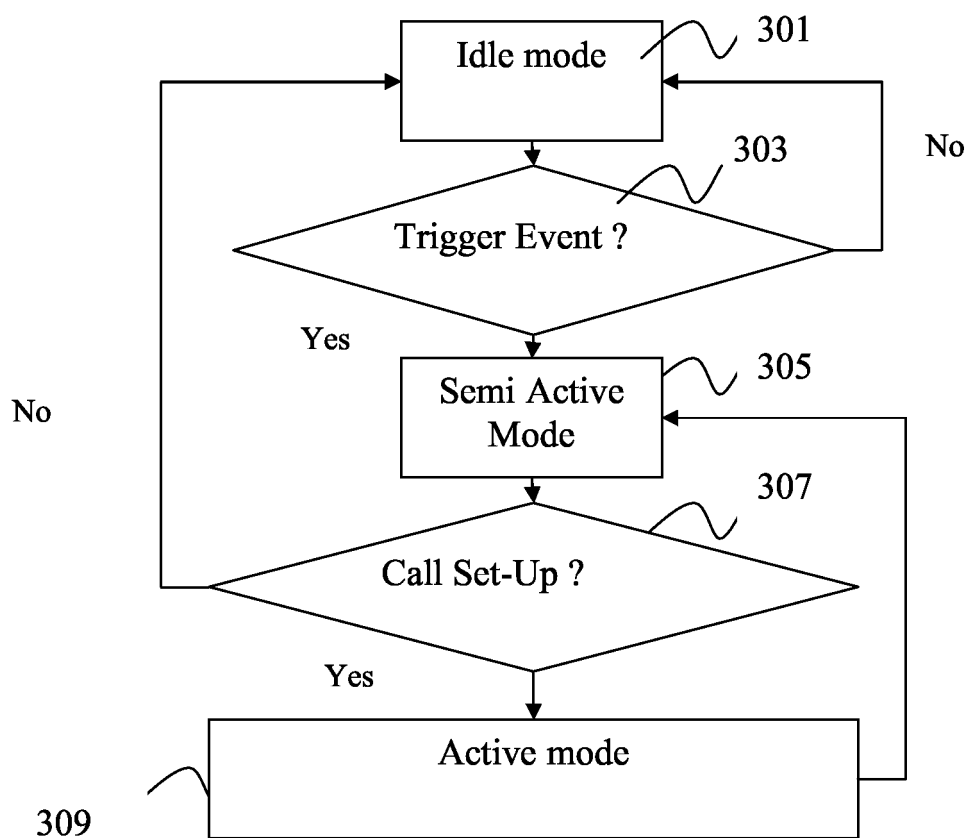 Idle mode
301
303
No
Trigger Event ?
Yes
305
Semi Active
Mode
No
307
Call Set-Up ?
Yes
Active mode
309